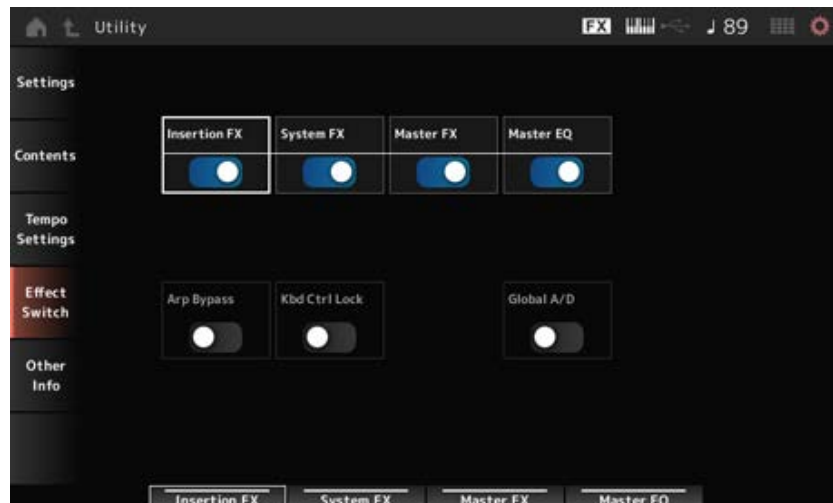 Utility FX ♩ 89
Settings
Contents
Tempo
Settings
Effect
Switch
Other
Info
Insertion FX System FX Master FX Master EQ
Arp Bypass Kbd Ctrl Lock Global A/D
Insertion FX System FX Master FX Master EQ